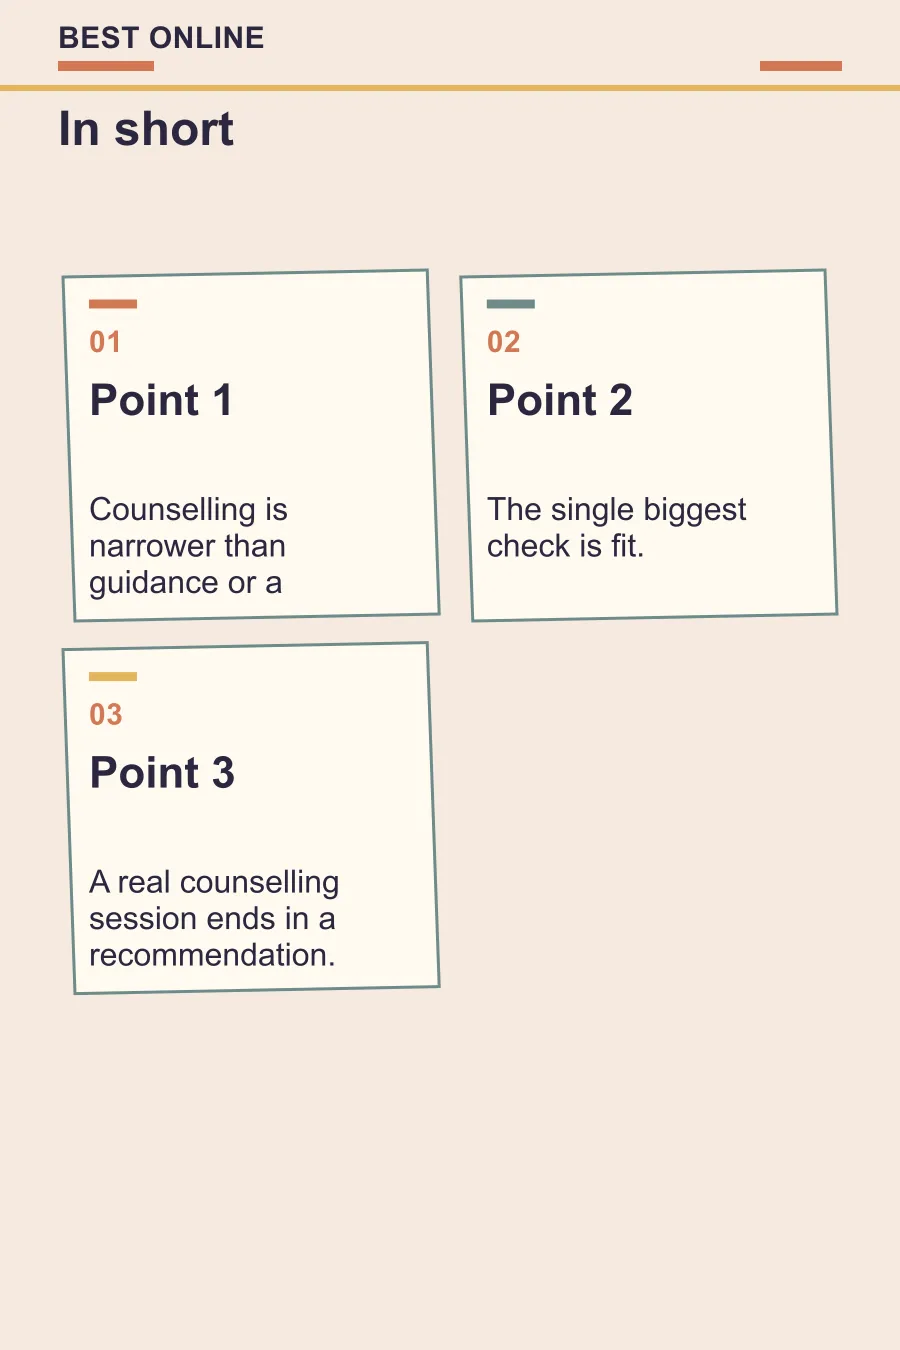 BEST ONLINE
In short
01
Point 1
Counselling is
narrower than
guidance or a
02
Point 2
The single biggest
check is fit.
03
Point 3
A real counselling
session ends in a
recommendation.